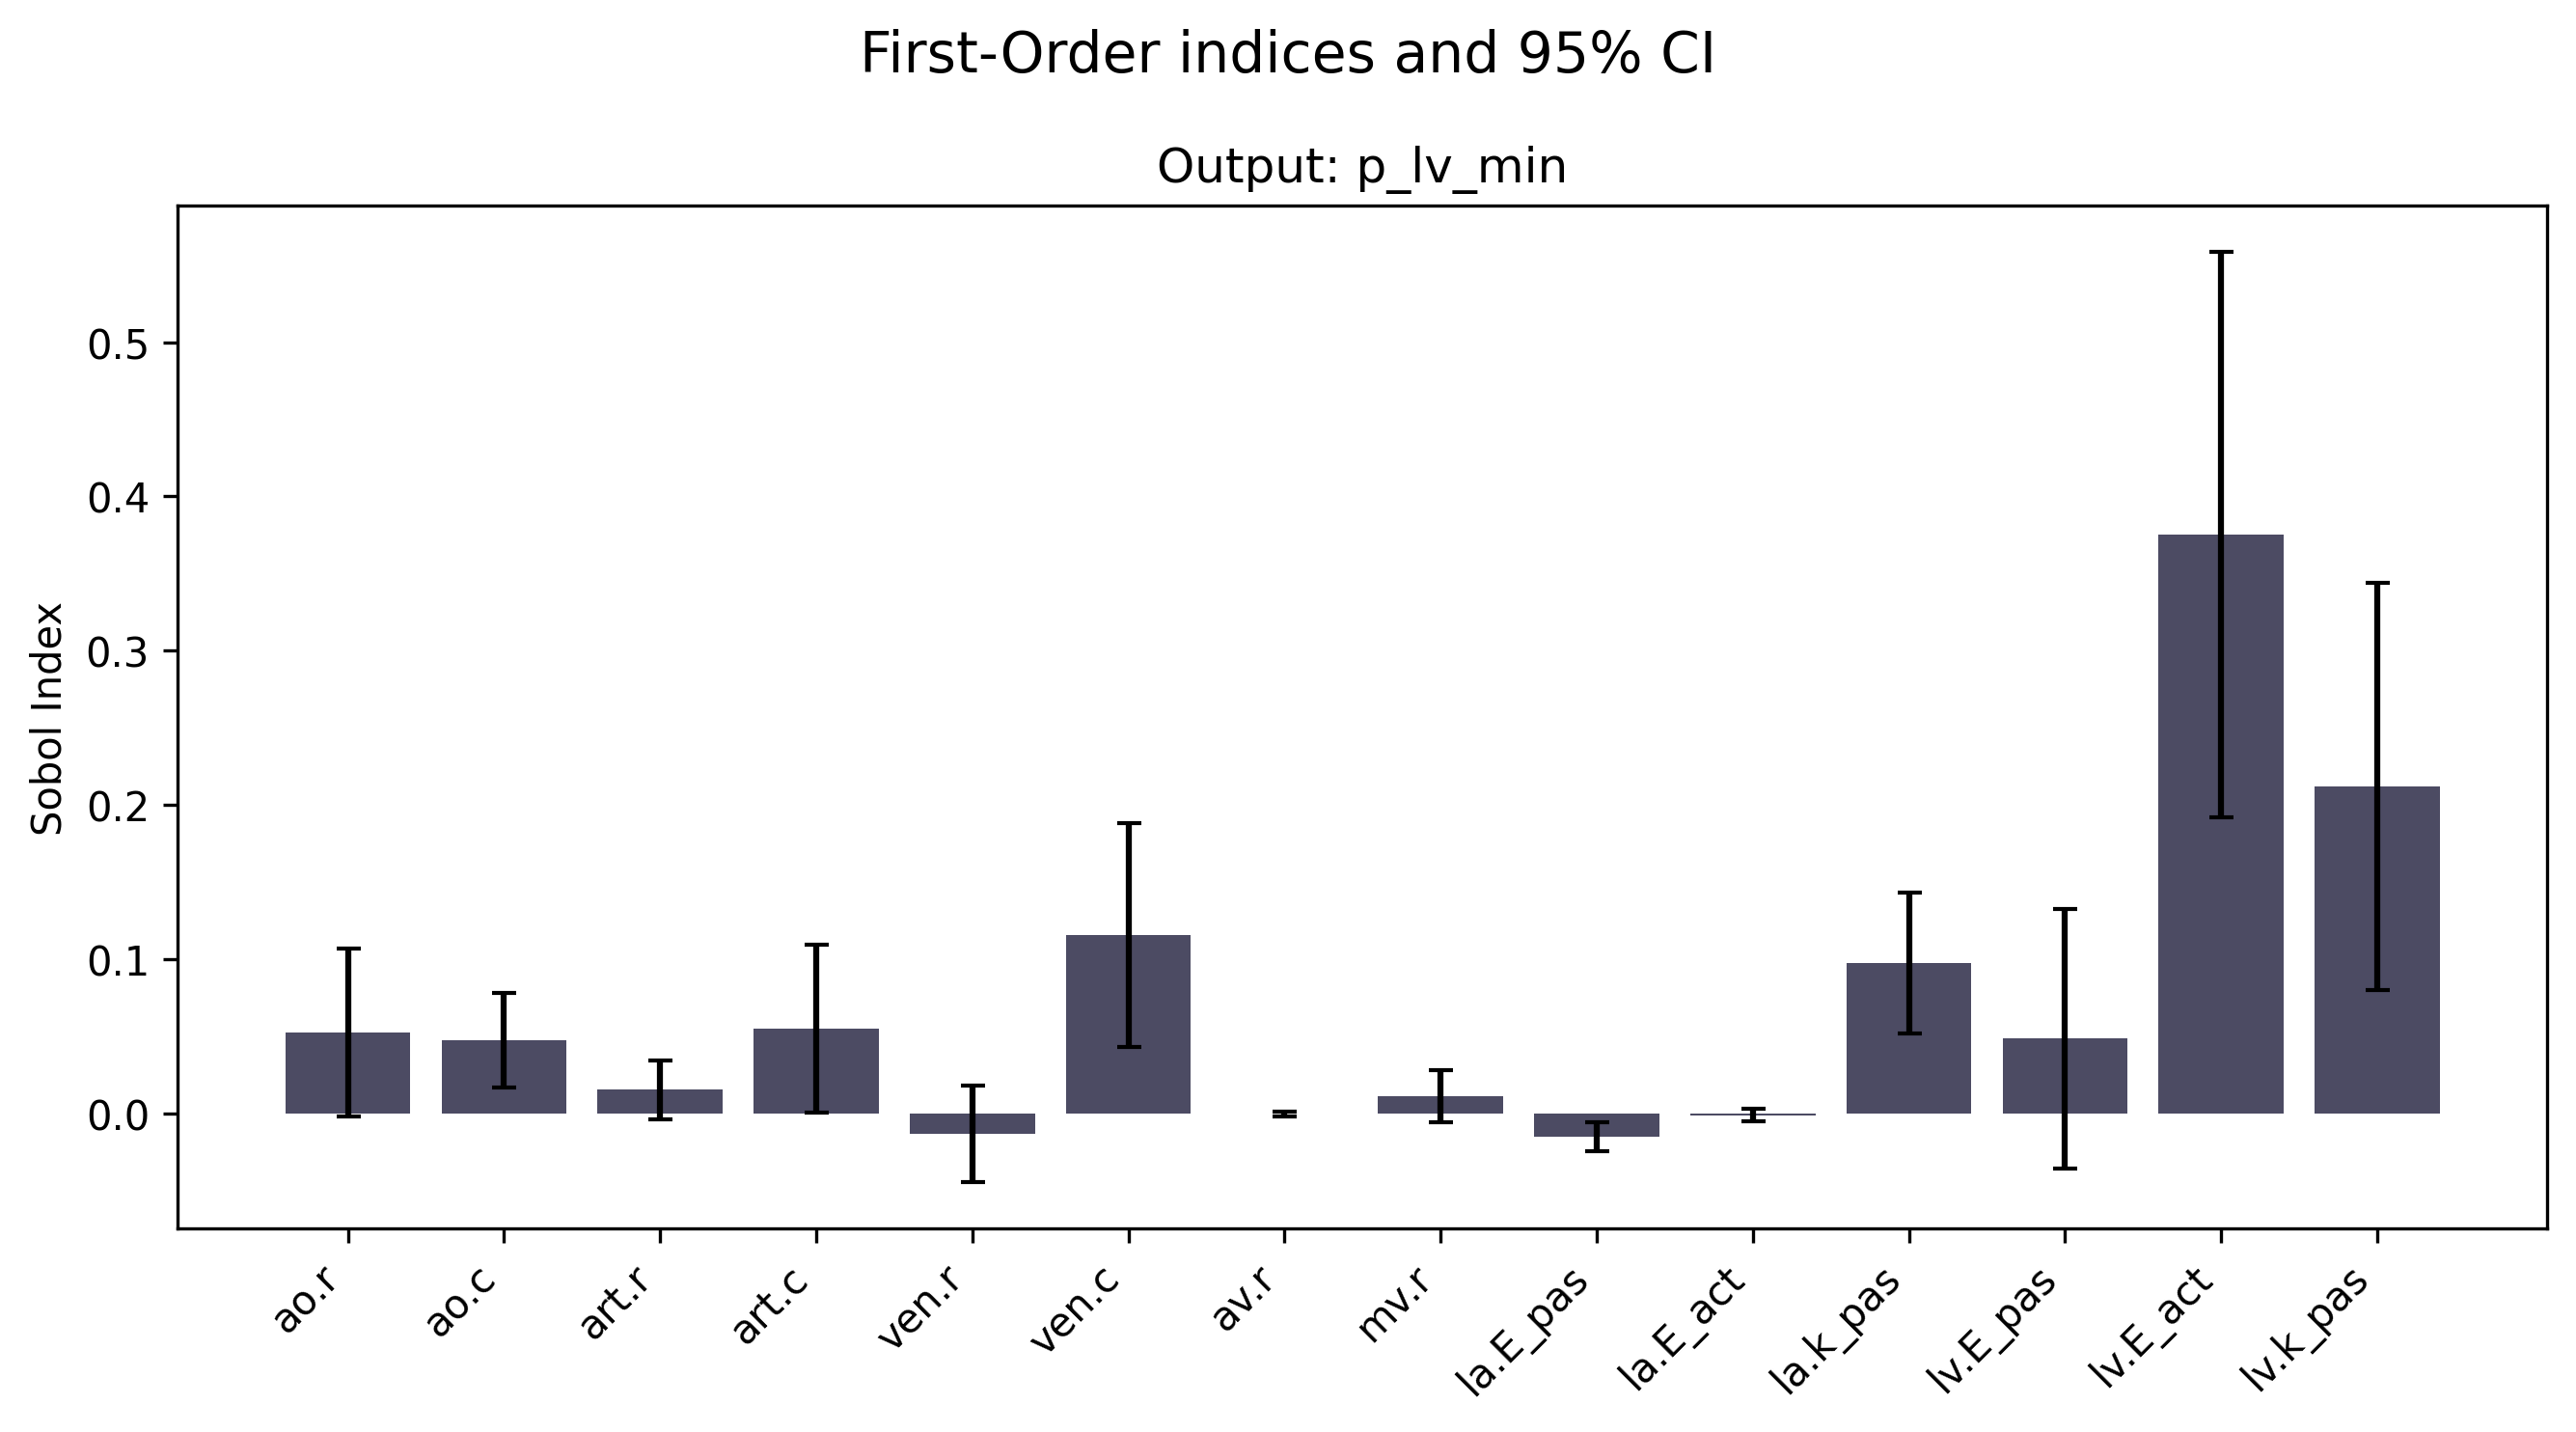 First-Order indices and 95% CI
Output: p_lv_min
Sobol Index
0.5
0.4
0.3
0.2
0.1
0.0
ao.r
ao.c
art.r
art.c
ven.r
ven.c
av.r
mv.r
la.E_pas
la.E_act
la.k_pas
lv.E_pas
lv.E_act
lv.k_pas